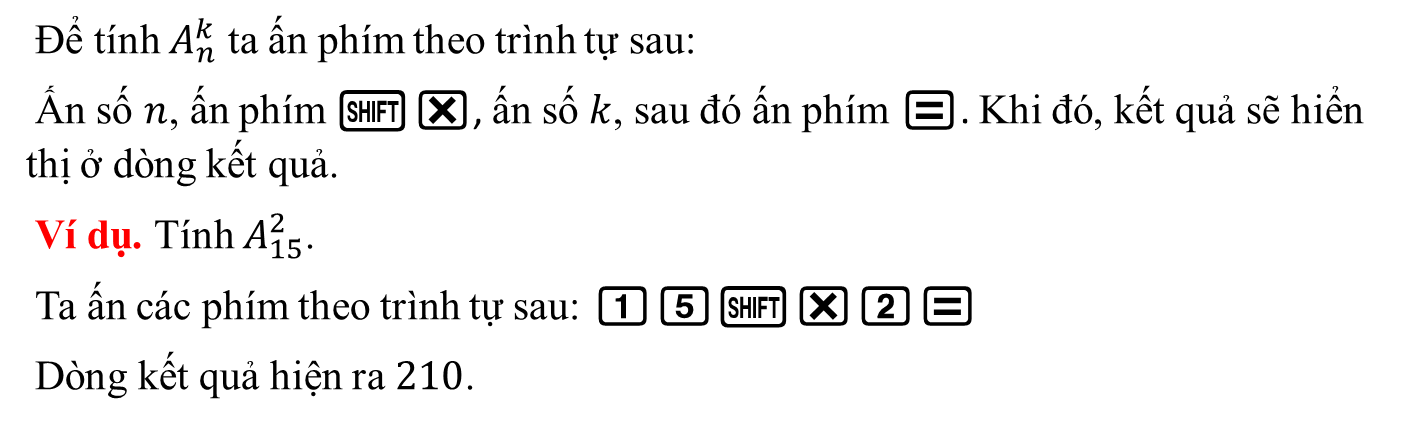 Để tính $A_n^k$ ta ấn phím theo trình tự sau:
Ấn số n, ấn phím SHIFT ×, ấn số k, sau đó ấn phím =. Khi đó, kết quả sẽ hiển
thị ở dòng kết quả.
Ví dụ. Tính $A_{15}^2$.
Ta ấn các phím theo trình tự sau: 1 5 SHIFT × 2 =
Dòng kết quả hiện ra 210.